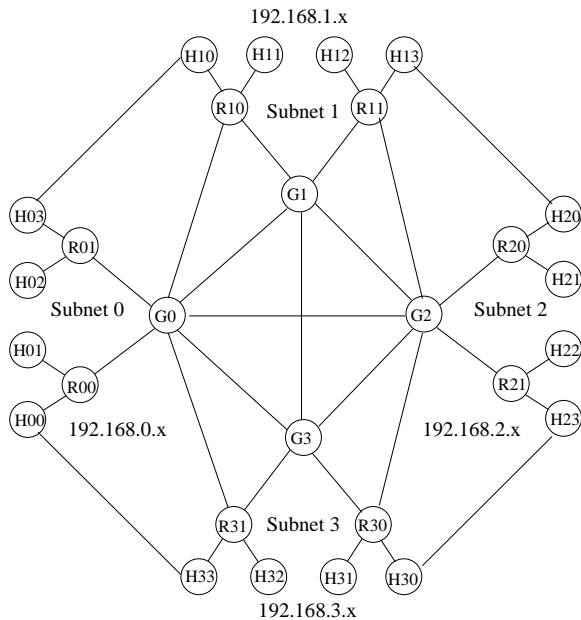 192.168.1.x
H10 H11 H12 H13
R10 Subnet 1 R11
G1
H03 H20
R01 R20
H02 H21
Subnet 0 G0 G2 Subnet 2
H01 H22
R00 R21
H00 H23
192.168.0.x G3 192.168.2.x
R31 Subnet 3 R30
H33 H32 H31 H30
192.168.3.x